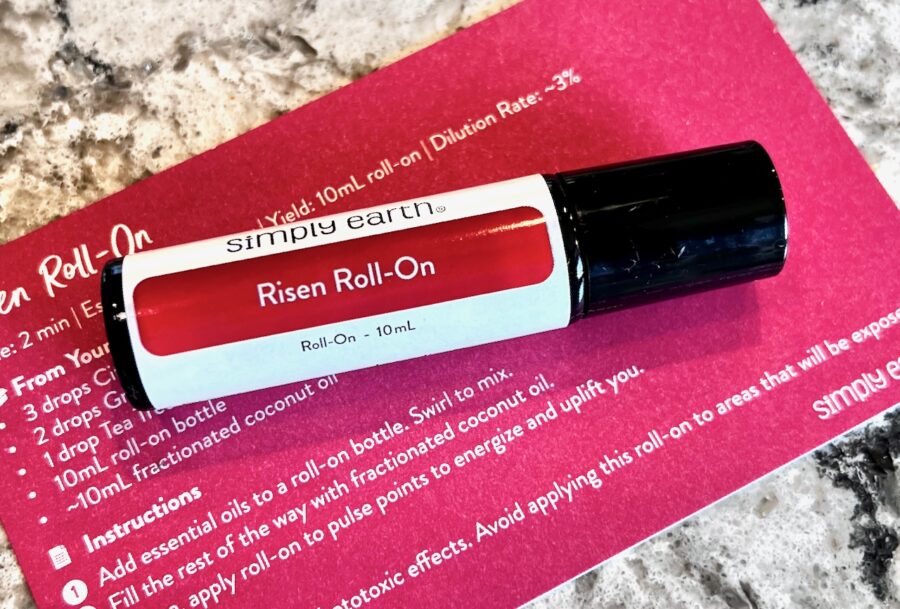 en Roll-On
e: 2 min | Es
| Yield: 10mL roll-on | Dilution Rate: ~3%
simply earth®
Risen Roll-On
Roll-On - 10mL
From Your
• 3 drops Ci
• 2 drops Gr
• 1 drop Tea
• 10mL roll-on bottle
• ~10mL fractionated coconut oil
Instructions
1 Add essential oils to a roll-on bottle. Swirl to mix.
Fill the rest of the way with fractionated coconut oil.
, apply roll-on to pulse points to energize and uplift you.
ototoxic effects. Avoid applying this roll-on to areas that will be expose
simply ea